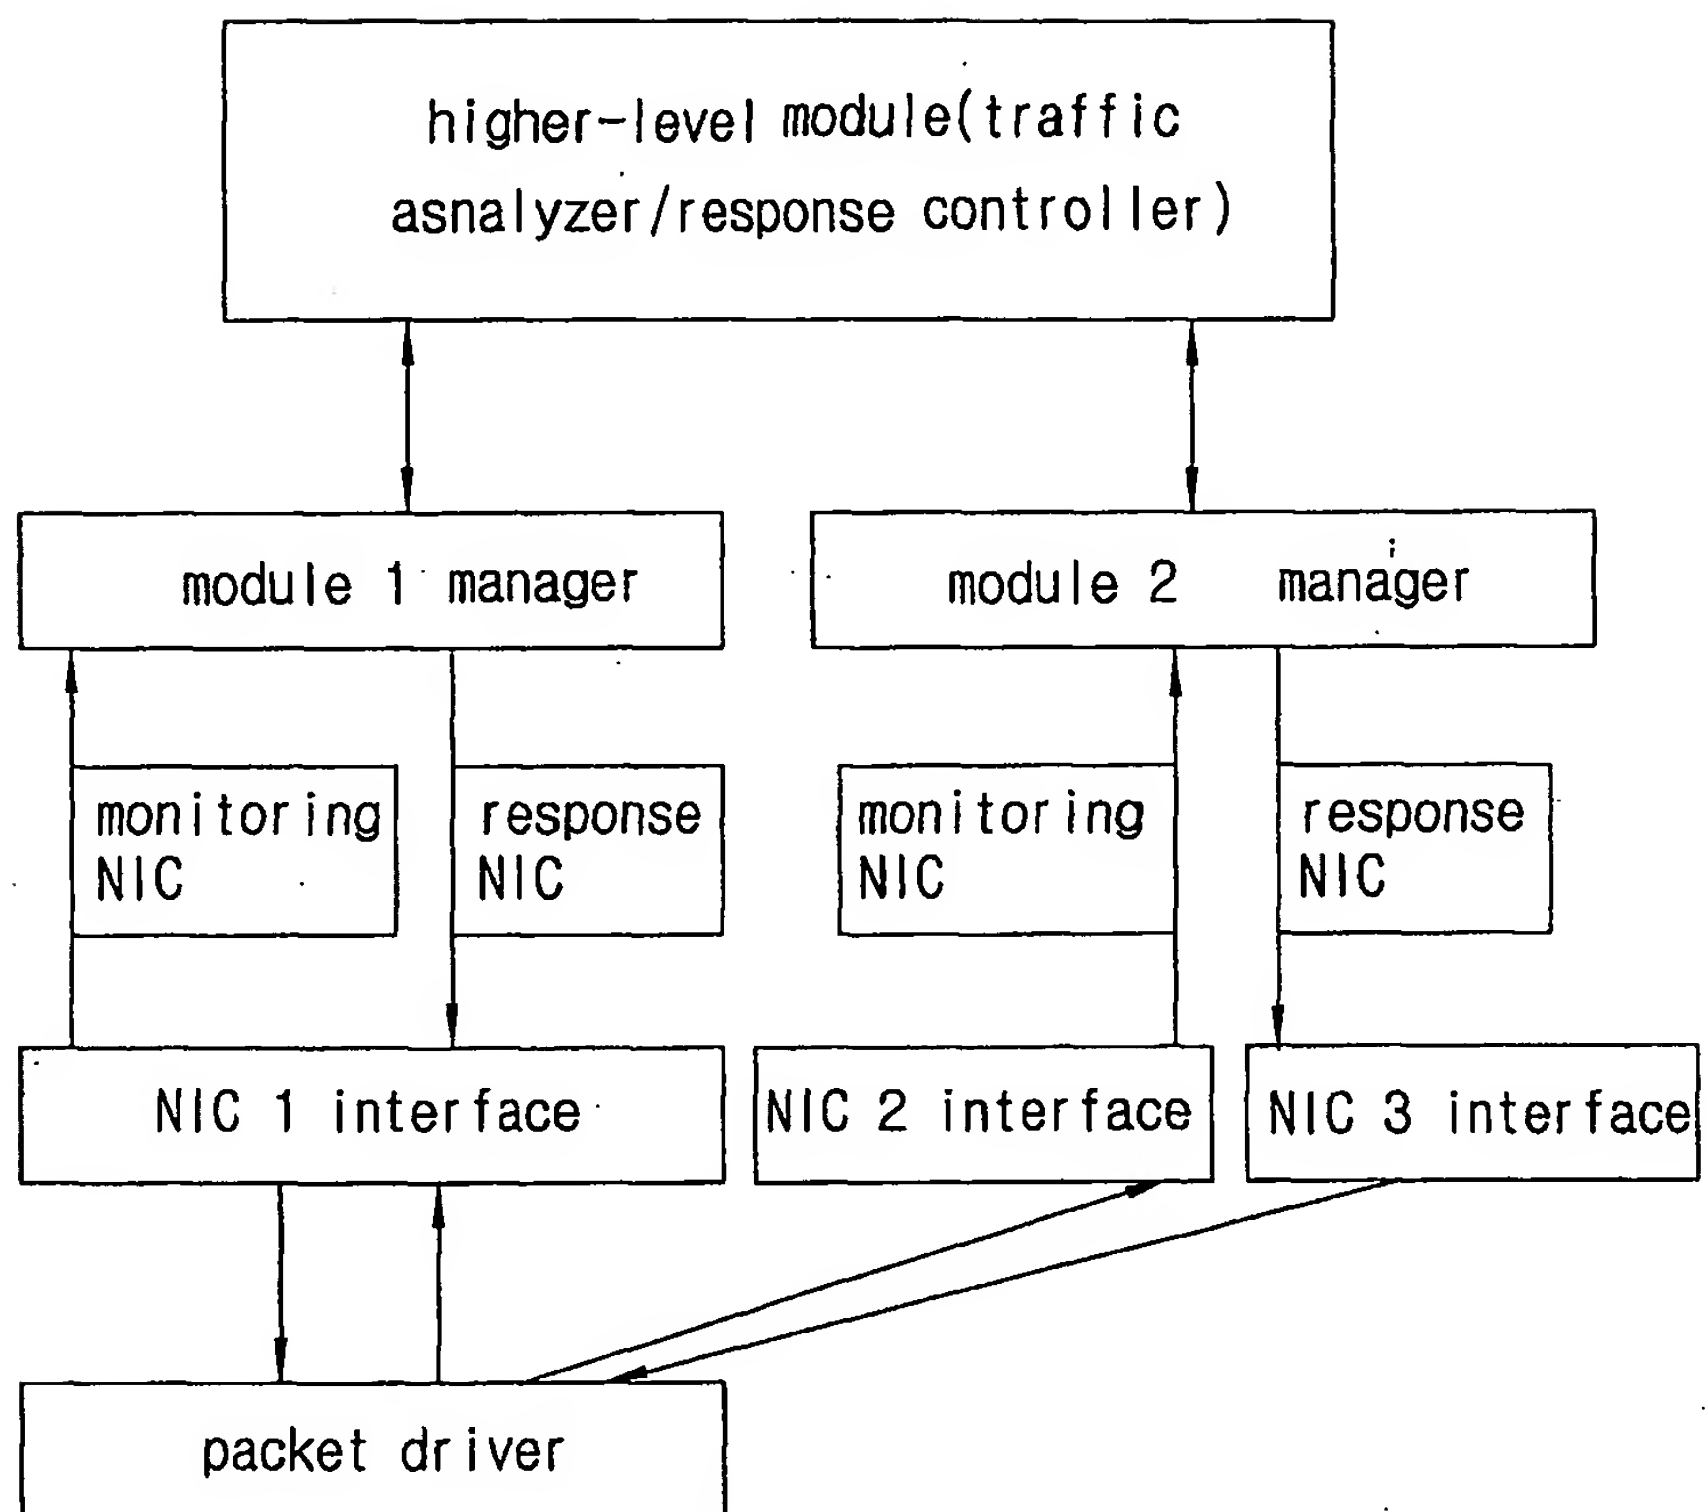 higher-level module(traffic
asnalyzer/response controller)
module 1 manager
module 2 manager
monitoring
NIC
response
NIC
monitoring
NIC
response
NIC
NIC 1 interface
NIC 2 interface
NIC 3 interface
packet driver